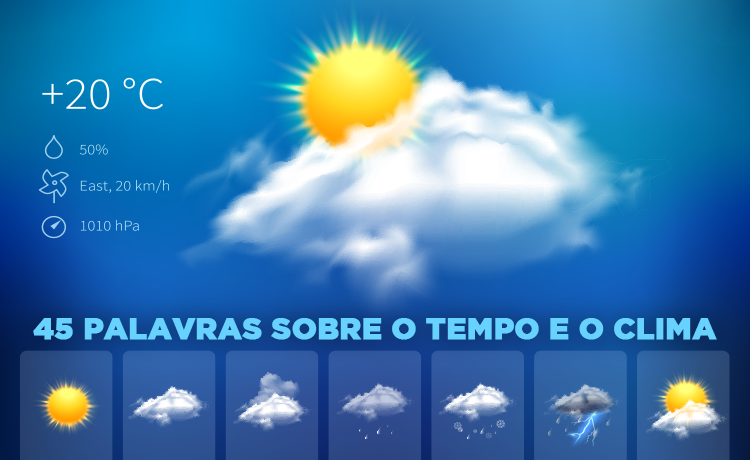 +20 °C
50%
East, 20 km/h
1010 hPa
45 PALAVRAS SOBRE O TEMPO E O CLIMA